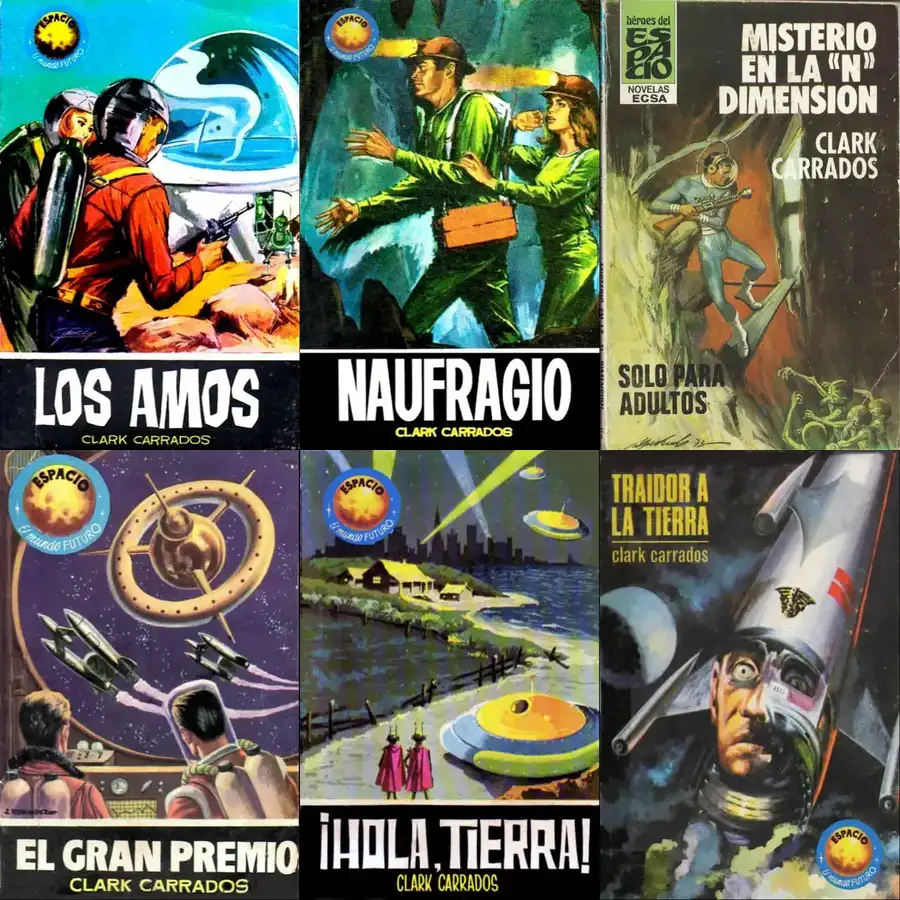 ESPACIO
El mundo FUTURO
LOS AMOS
CLARK CARRADOS
ESPACIO
El mundo FUTURO
NAUFRAGIO
CLARK CARRADOS
héroes del
ESPACIO
NOVELAS
ECSA
MISTERIO
EN LA "N"
DIMENSION
CLARK
CARRADOS
SOLO PARA
ADULTOS
ESPACIO
El mundo FUTURO
EL GRAN PREMIO
CLARK CARRADOS
ESPACIO
El mundo FUTURO
¡HOLA, TIERRA!
CLARK CARRADOS
TRAIDOR A
LA TIERRA
clark carrados
ESPACIO
El mundo FUTURO